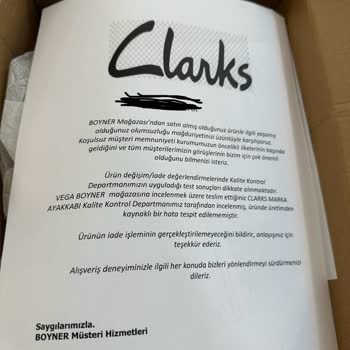 Clarks
BOYNER Mağazası'ndan satın almış olduğunuz ürünle ilgili yaşamış
olduğunuz olumsuzluğu mağduriyetinizi üzüntüyle karşılıyoruz.
Koşulsuz müşteri memnuniyeti kurumumuzun öncelikli ilkelerinin başında
geldiğini ve tüm müşterilerimizin görüşlerinin bizim için çok önemli
olduğunu bilmenizi isteriz.
Ürün değişim/iade değerlendirmelerinde Kalite Kontrol
Departmanımızın uyguladığı test sonuçları dikkate alınmaktadır.
VEGA BOYNER mağazasına incelenmek üzere teslim ettiğiniz CLARKS MARKA
AYAKKABI Kalite Kontrol Departmanımız tarafından incelenmiş, üründe üretimden
kaynaklı bir hata tespit edilememiştir.
Ürünün iade işleminin gerçekleştirilemeyeceğini bildirir, anlayışınız için
teşekkür ederiz.
Alışveriş deneyiminizle ilgili her konuda bizleri yönlendirmeyi sürdürmenizi
dileriz.
Saygılarımızla.
BOYNER Müsteri Hizmetleri